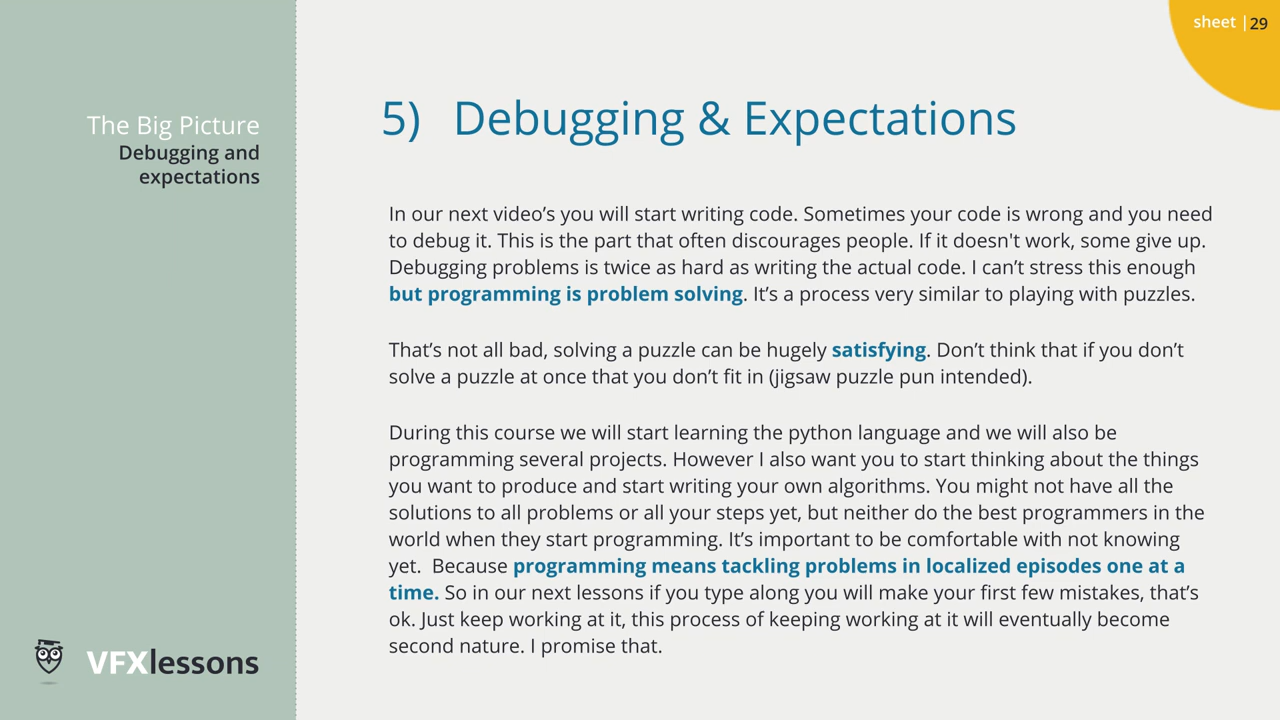 sheet | 29
The Big Picture
Debugging and
expectations
5) Debugging & Expectations
In our next video’s you will start writing code. Sometimes your code is wrong and you need
to debug it. This is the part that often discourages people. If it doesn't work, some give up.
Debugging problems is twice as hard as writing the actual code. I can’t stress this enough
but programming is problem solving. It’s a process very similar to playing with puzzles.
That’s not all bad, solving a puzzle can be hugely satisfying. Don’t think that if you don’t
solve a puzzle at once that you don’t fit in (jigsaw puzzle pun intended).
During this course we will start learning the python language and we will also be
programming several projects. However I also want you to start thinking about the things
you want to produce and start writing your own algorithms. You might not have all the
solutions to all problems or all your steps yet, but neither do the best programmers in the
world when they start programming. It’s important to be comfortable with not knowing
yet.  Because programming means tackling problems in localized episodes one at a
time. So in our next lessons if you type along you will make your first few mistakes, that’s
ok. Just keep working at it, this process of keeping working at it will eventually become
second nature. I promise that.
VFXlessons